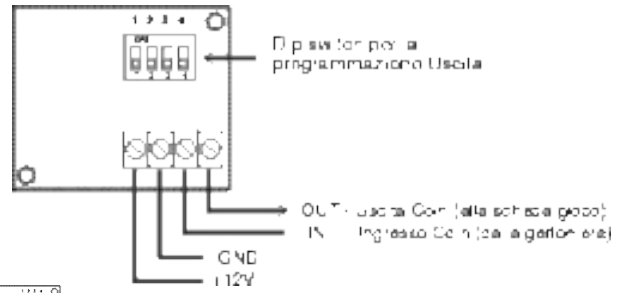 1 2 3 4
Dip switch per la
programmazione Uscita
OUT - Uscita Coin (alla scheda gioco)
IN - Ingresso Coin (dalla gettoniera)
GND
+12V